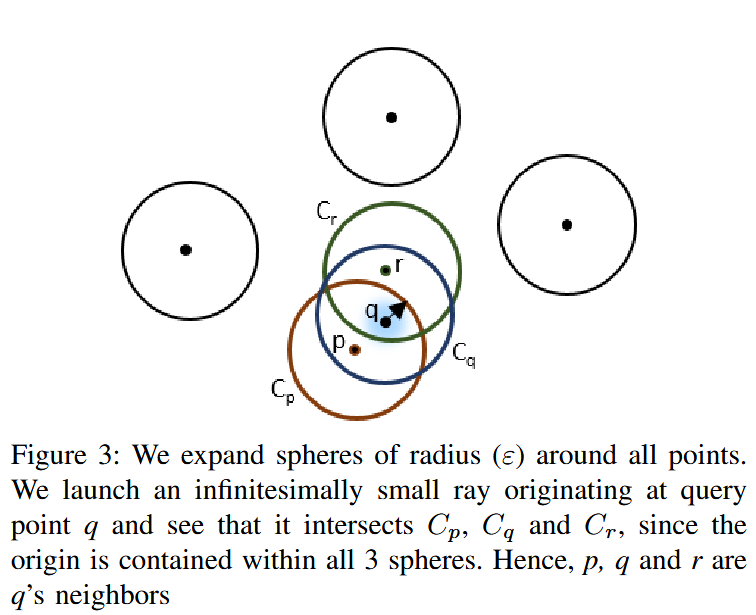 Cr
r
q
p
Cq
Cp
Figure 3: We expand spheres of radius (ε) around all points.
We launch an infinitesimally small ray originating at query
point q and see that it intersects Cp, Cq and Cr, since the
origin is contained within all 3 spheres. Hence, p, q and r are
q's neighbors